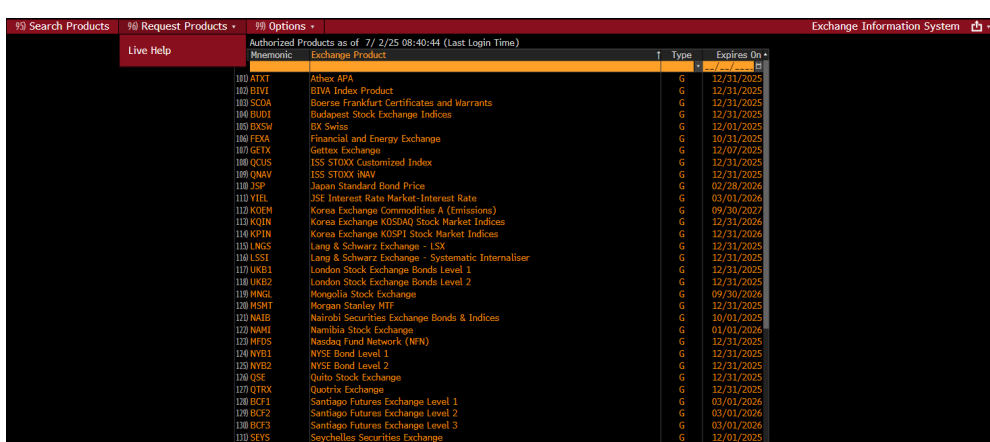 95) Search Products 96) Request Products 99) Options Exchange Information System
Live Help
Authorized Products as of 7/ 2/25 08:40:44 (Last Login Time)
Mnemonic Exchange Product ↑ Type Expires On
__/__/____
101) ATXT Athex APA G 12/31/2025
102) BIVI BIVA Index Product G 12/31/2025
103) SCOA Boerse Frankfurt Certificates and Warrants G 12/31/2025
104) BUDI Budapest Stock Exchange Indices G 12/31/2025
105) BXSW BX Swiss G 12/01/2025
106) FEXA Financial and Energy Exchange G 10/31/2025
107) GETX Gettex Exchange G 12/07/2025
108) QCUS ISS STOXX Customized Index G 12/31/2025
109) QNAV ISS STOXX iNAV G 12/31/2025
110) JSP Japan Standard Bond Price G 02/28/2026
111) YIEL JSE Interest Rate Market-Interest Rate G 03/01/2026
112) KOEM Korea Exchange Commodities A (Emissions) G 09/30/2027
113) KQIN Korea Exchange KOSDAQ Stock Market Indices G 12/31/2026
114) KPIN Korea Exchange KOSPI Stock Market Indices G 12/31/2026
115) LNGS Lang & Schwarz Exchange - LSX G 12/31/2025
116) LSSI Lang & Schwarz Exchange - Systematic Internaliser G 12/31/2025
117) UKB1 London Stock Exchange Bonds Level 1 G 12/31/2025
118) UKB2 London Stock Exchange Bonds Level 2 G 12/31/2025
119) MNGL Mongolia Stock Exchange G 09/30/2026
120) MSMT Morgan Stanley MTF G 12/31/2025
121) NAIB Nairobi Securities Exchange Bonds & Indices G 10/01/2025
122) NAMI Namibia Stock Exchange G 01/01/2026
123) MFDS Nasdaq Fund Network (NFN) G 12/31/2025
124) NYB1 NYSE Bond Level 1 G 12/31/2025
125) NYB2 NYSE Bond Level 2 G 12/31/2025
126) QSE Quito Stock Exchange G 12/31/2025
127) QTRX Quotrix Exchange G 12/31/2025
128) BCF1 Santiago Futures Exchange Level 1 G 03/01/2026
129) BCF2 Santiago Futures Exchange Level 2 G 03/01/2026
130) BCF3 Santiago Futures Exchange Level 3 G 03/01/2026
131) SEYS Seychelles Securities Exchange G 12/01/2025